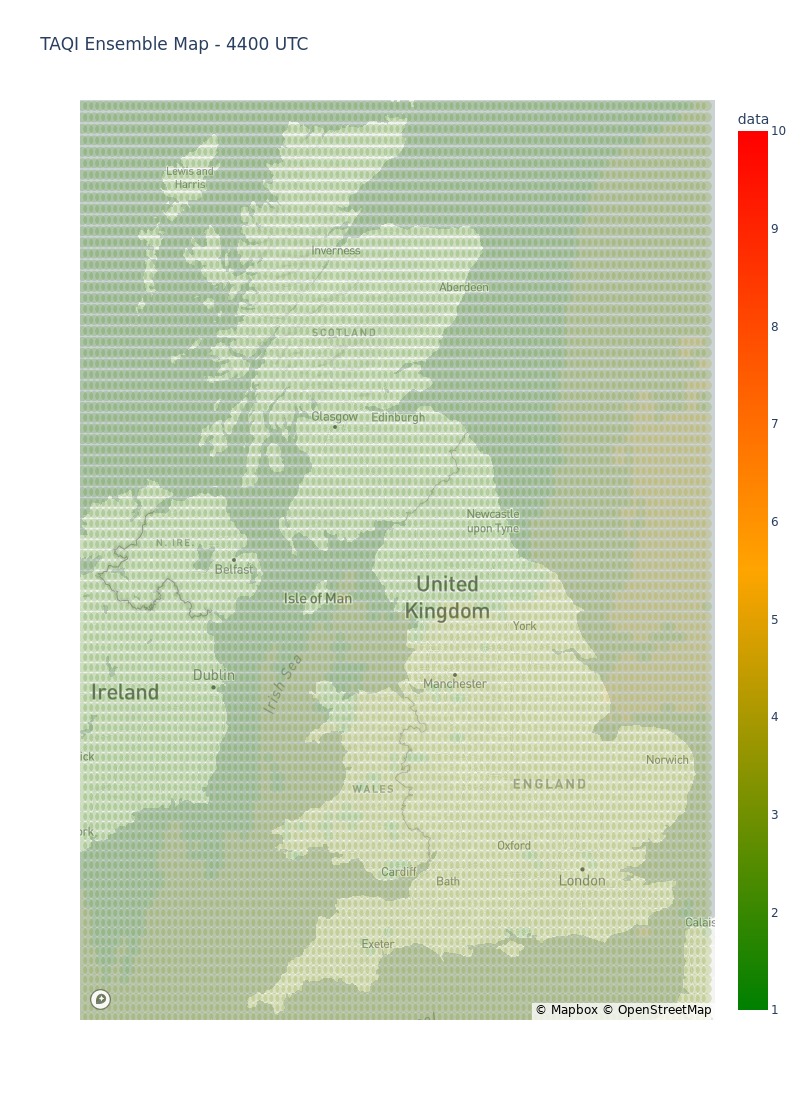 TAQI Ensemble Map - 4400 UTC
data
10
9
8
7
6
5
4
3
2
1
Lewis and
Harris
Inverness
Aberdeen
SCOTLAND
Glasgow
Edinburgh
Newcastle
upon Tyne
N. IRE.
Belfast
Isle of Man
United
Kingdom
York
Dublin
Irish Sea
Manchester
Ireland
ick
Norwich
WALES
ENGLAND
rk
Oxford
Cardiff
Bath
London
Calais
Exeter
© Mapbox © OpenStreetMap